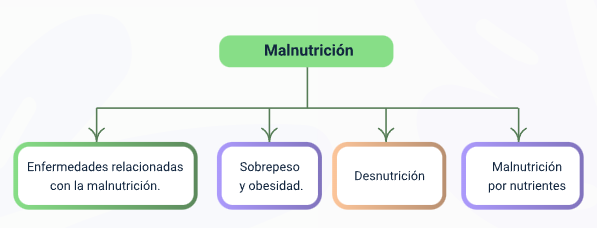 Malnutrición
Enfermedades relacionadas
con la malnutrición.
Sobrepeso
y obesidad.
Desnutrición
Malnutrición
por nutrientes